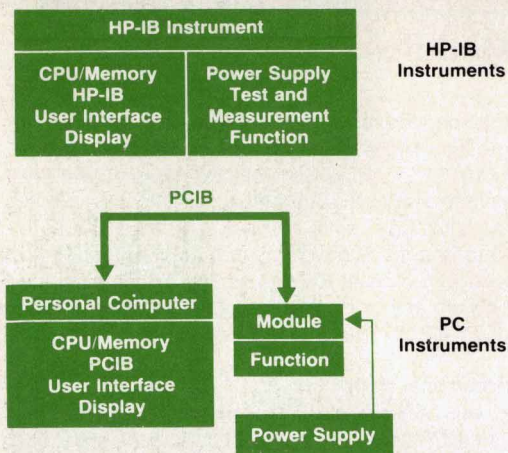 HP-IB Instrument
CPU/Memory
HP-IB
User Interface
Display
Power Supply
Test and
Measurement
Function
HP-IB
Instruments
PCIB
Personal Computer
CPU/Memory
PCIB
User Interface
Display
Module
Function
Power Supply
PC
Instruments